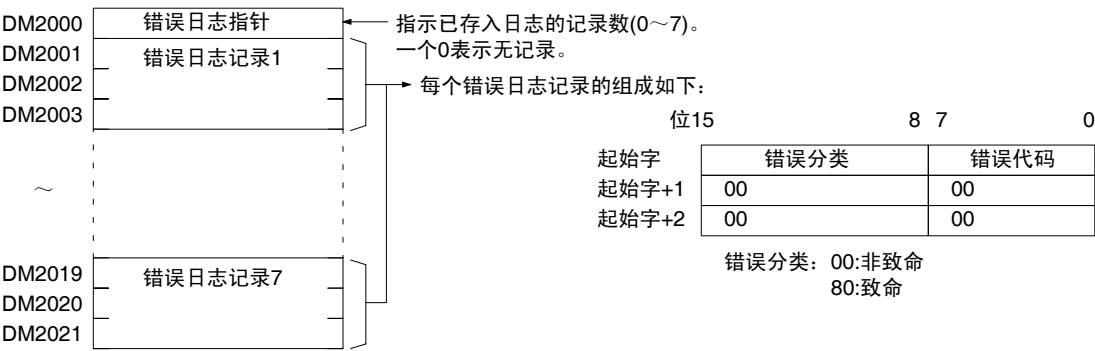 DM2000 错误日志指针 指示已存入日志的记录数(0～7)。
DM2001 错误日志记录1 一个0表示无记录。
DM2002 每个错误日志记录的组成如下：
DM2003
位15 8 7 0
起始字 错误分类 错误代码
～ 起始字+1 00 00
起始字+2 00 00
错误分类：00:非致命
DM2019 错误日志记录7
80:致命
DM2020
DM2021